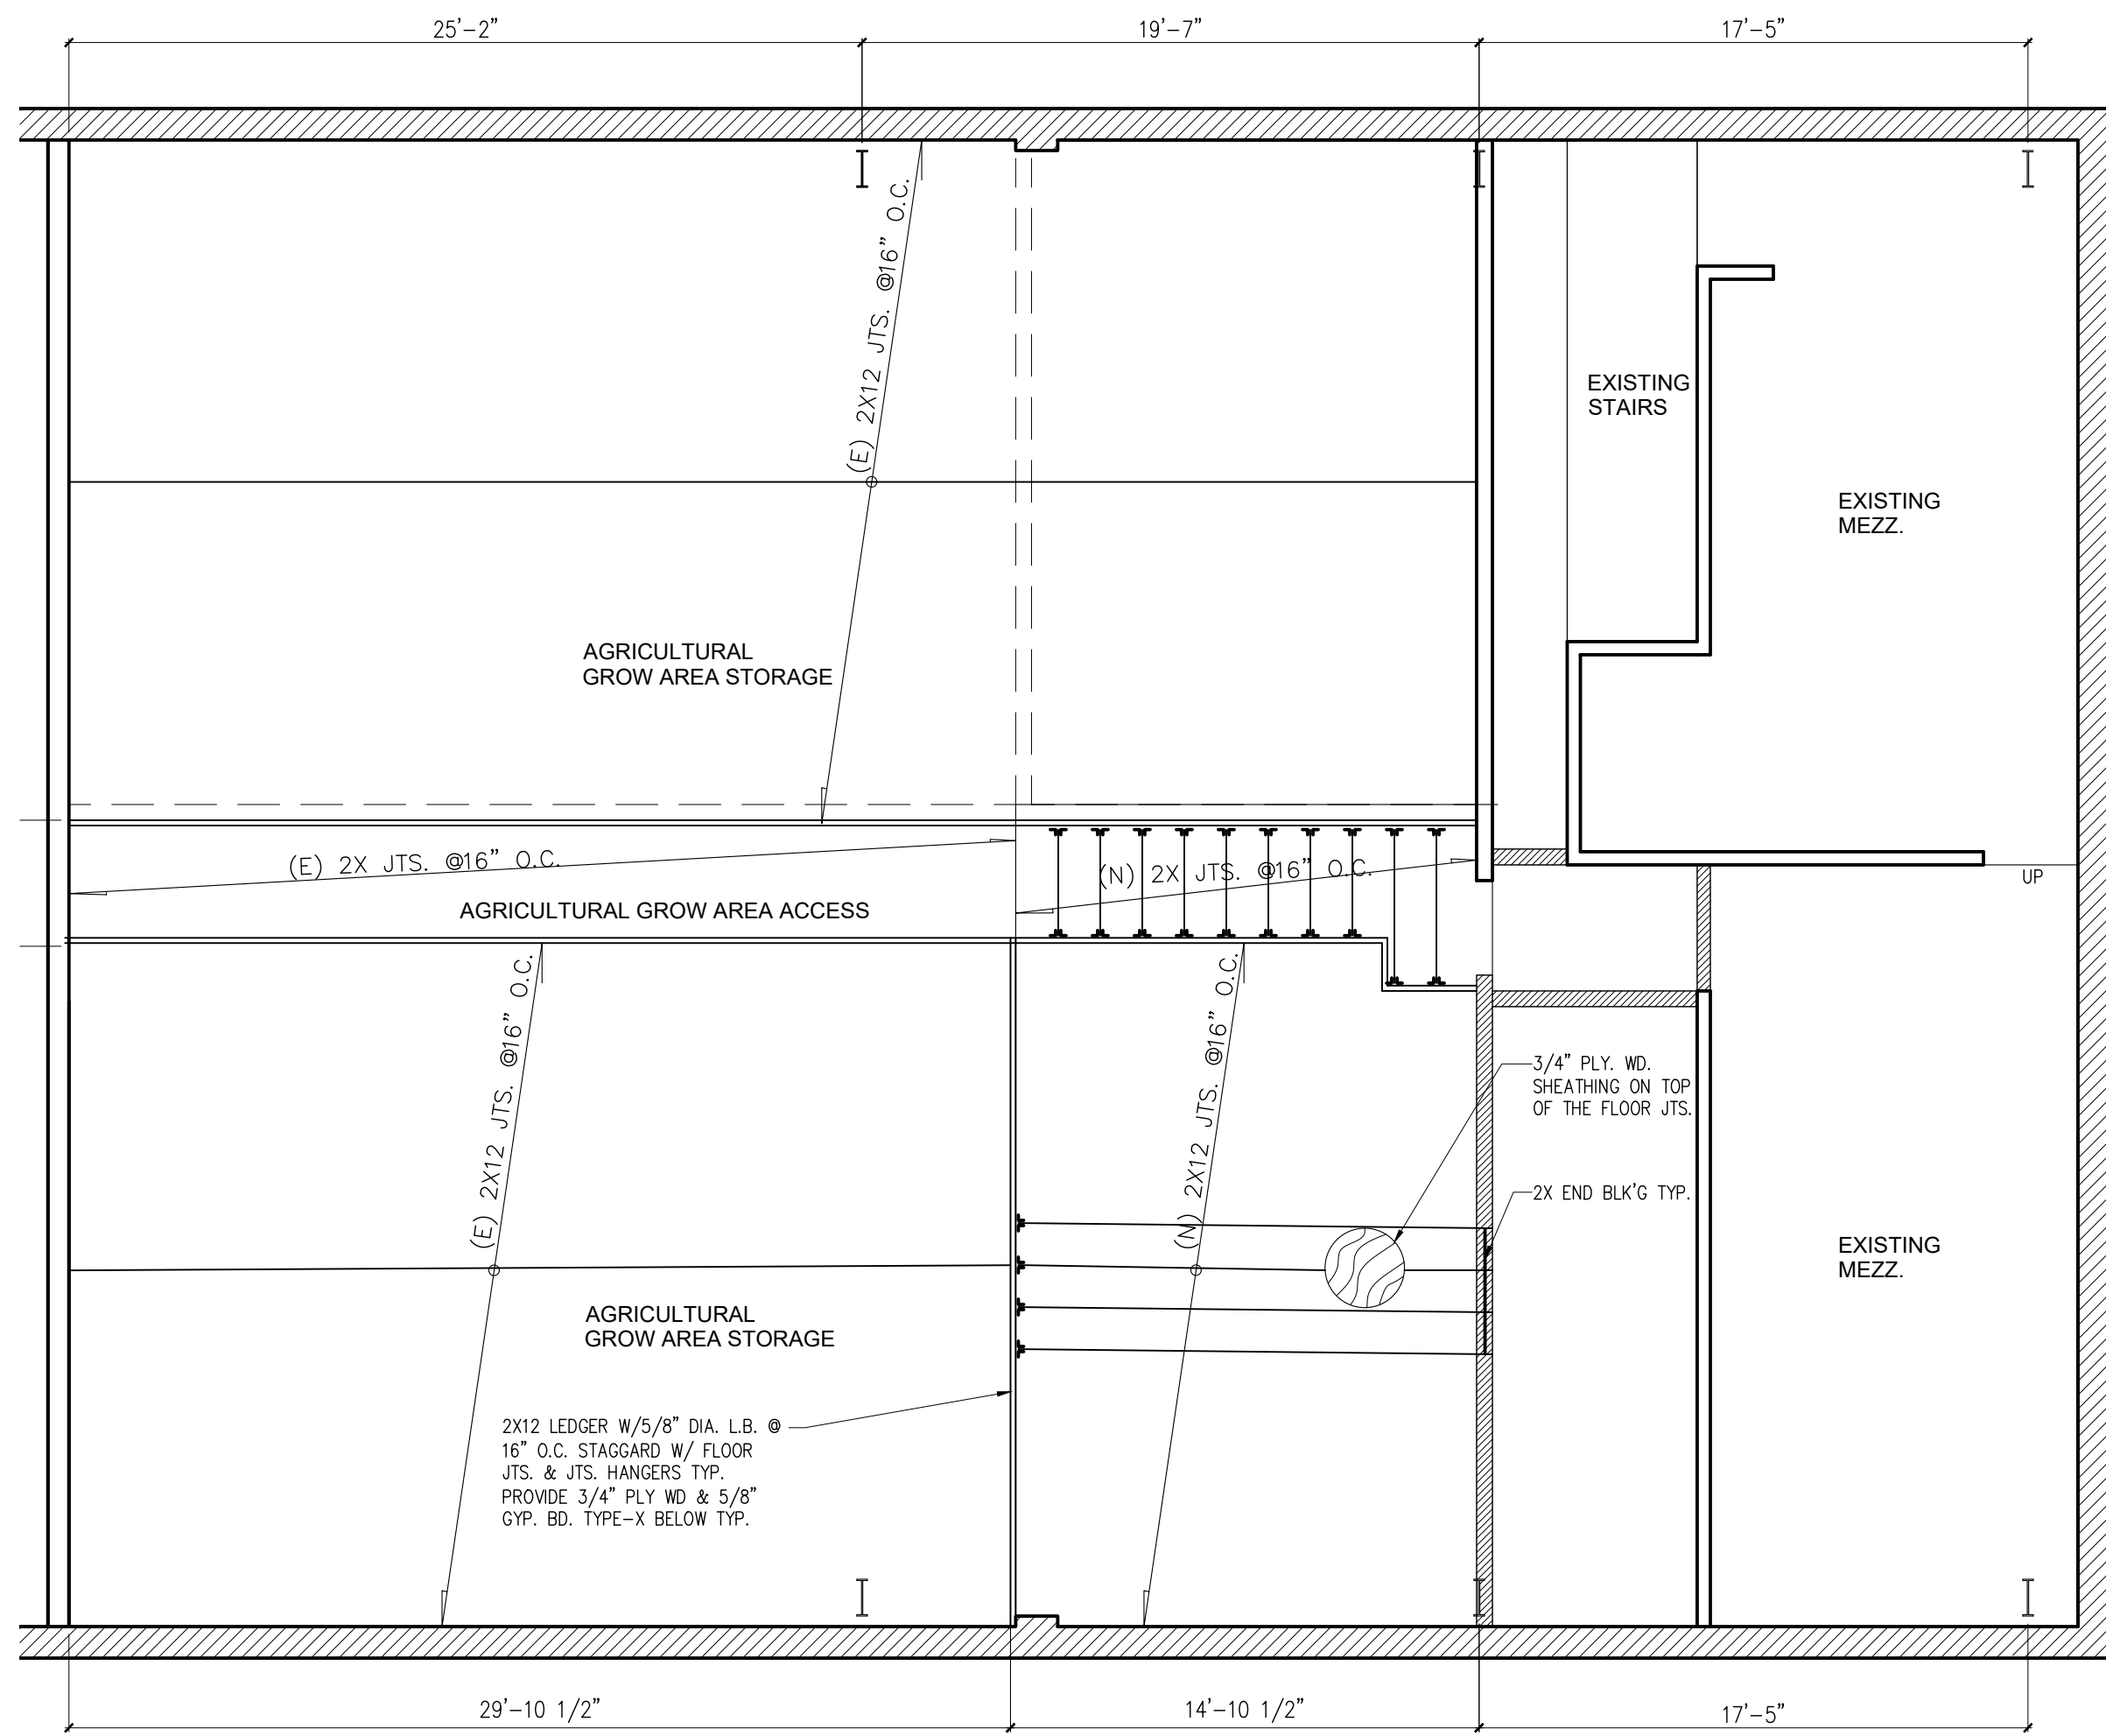 25'-2"
19'-7"
17'-5"
(E) 2X12 JTS. @16" O.C.
EXISTING
STAIRS
EXISTING
MEZZ.
AGRICULTURAL
GROW AREA STORAGE
(E) 2X JTS. @16" O.C.
(N) 2X JTS. @16" O.C.
UP
AGRICULTURAL GROW AREA ACCESS
(E) 2X12 JTS. @16" O.C.
(N) 2X12 JTS. @16" O.C.
3/4" PLY. WD.
SHEATHING ON TOP
OF THE FLOOR JTS.
2X END BLK'G TYP.
EXISTING
MEZZ.
AGRICULTURAL
GROW AREA STORAGE
2X12 LEDGER W/5/8" DIA. L.B. @
16" O.C. STAGGARD W/ FLOOR
JTS. & JTS. HANGERS TYP.
PROVIDE 3/4" PLY WD & 5/8"
GYP. BD. TYPE-X BELOW TYP.
29'-10 1/2"
14'-10 1/2"
17'-5"